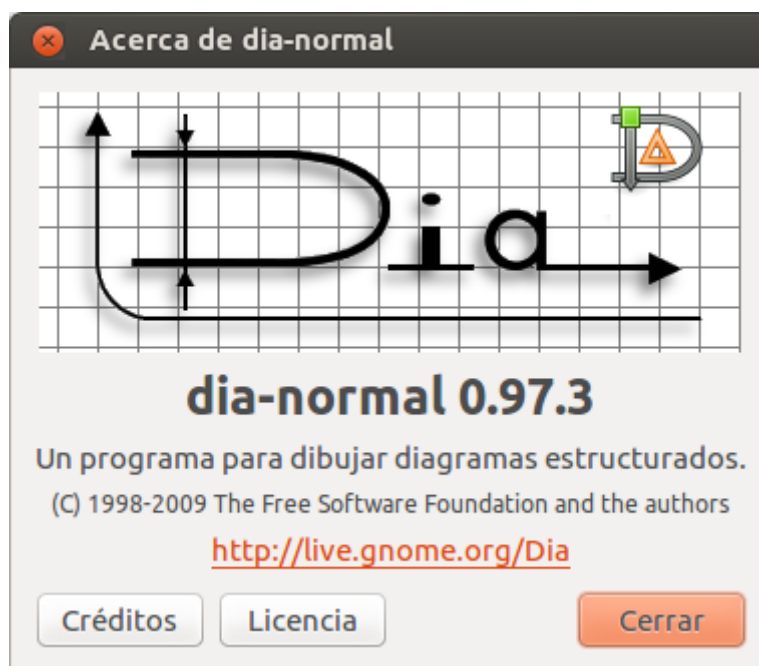 Acerca de dia-normal
Dia
dia-normal 0.97.3
Un programa para dibujar diagramas estructurados.
(C) 1998-2009 The Free Software Foundation and the authors
http://live.gnome.org/Dia
Créditos Licencia Cerrar